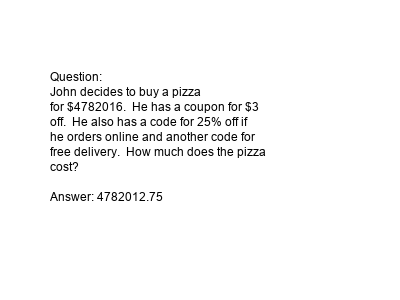 Question:
John decides to buy a pizza
for $4782016.  He has a coupon for $3
off.  He also has a code for 25% off if
he orders online and another code for
free delivery.  How much does the pizza
cost?

Answer: 4782012.75